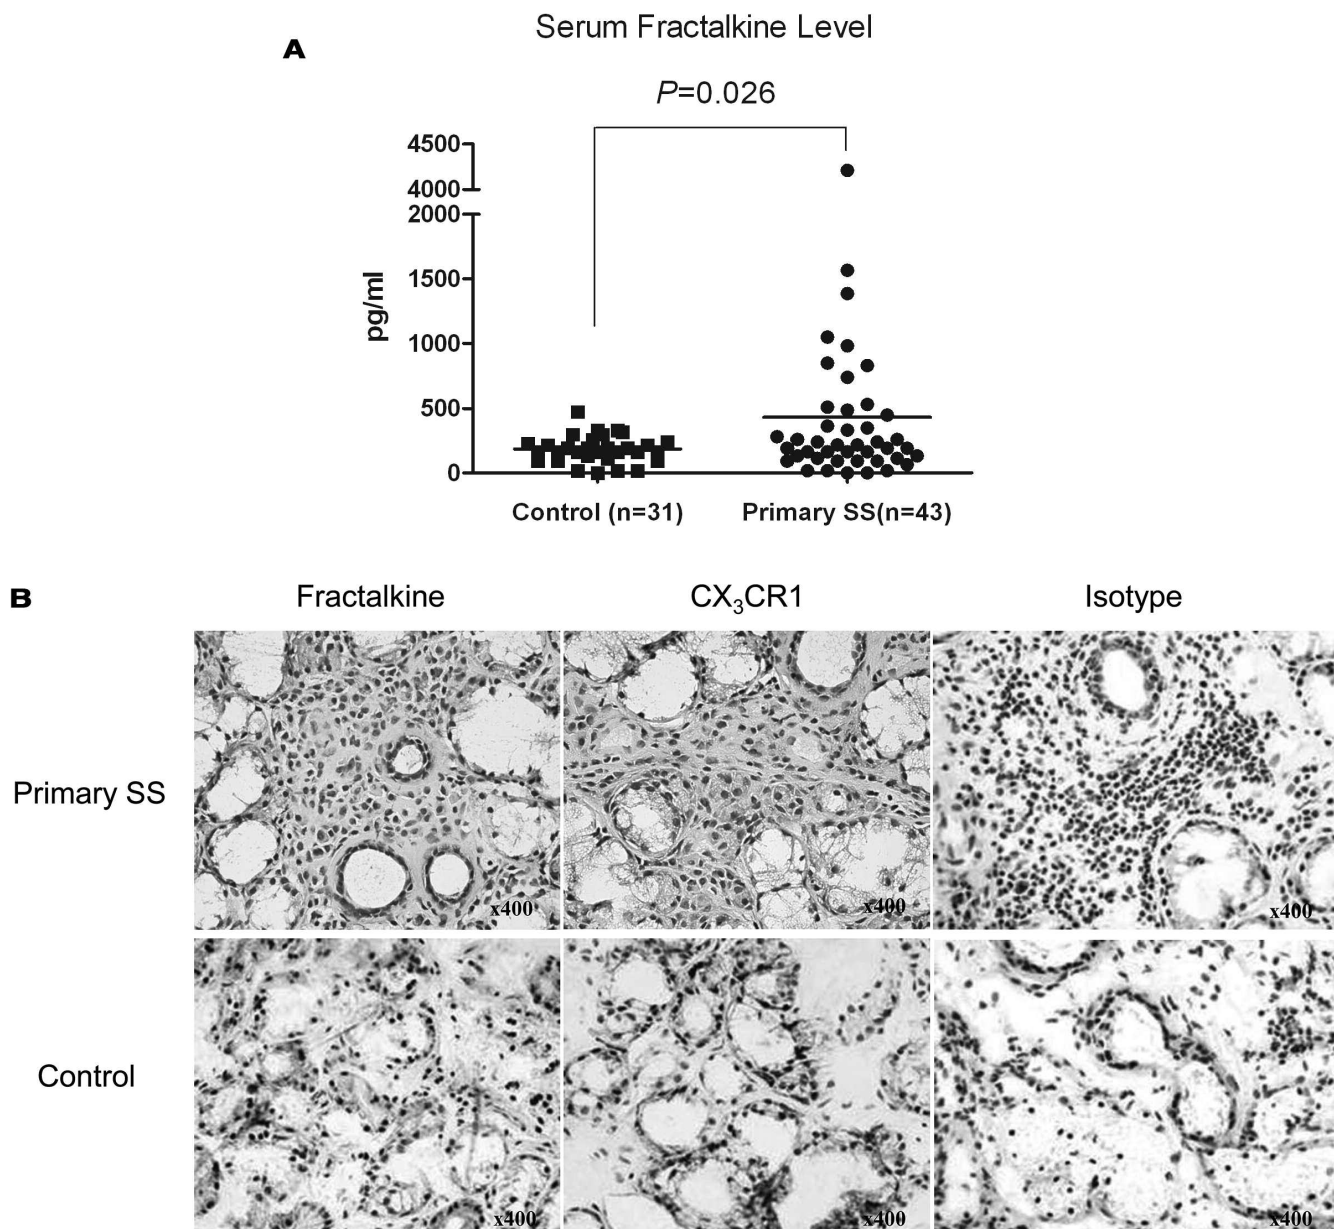 Serum Fractalkine Level
A
P=0.026
4500
4000
2000
1500
1000
500
0
pg/ml
Control (n=31)
Primary SS(n=43)
B
Fractalkine
CX₃CR1
Isotype
Primary SS
x400
x400
x400
Control
x400
x400
x400